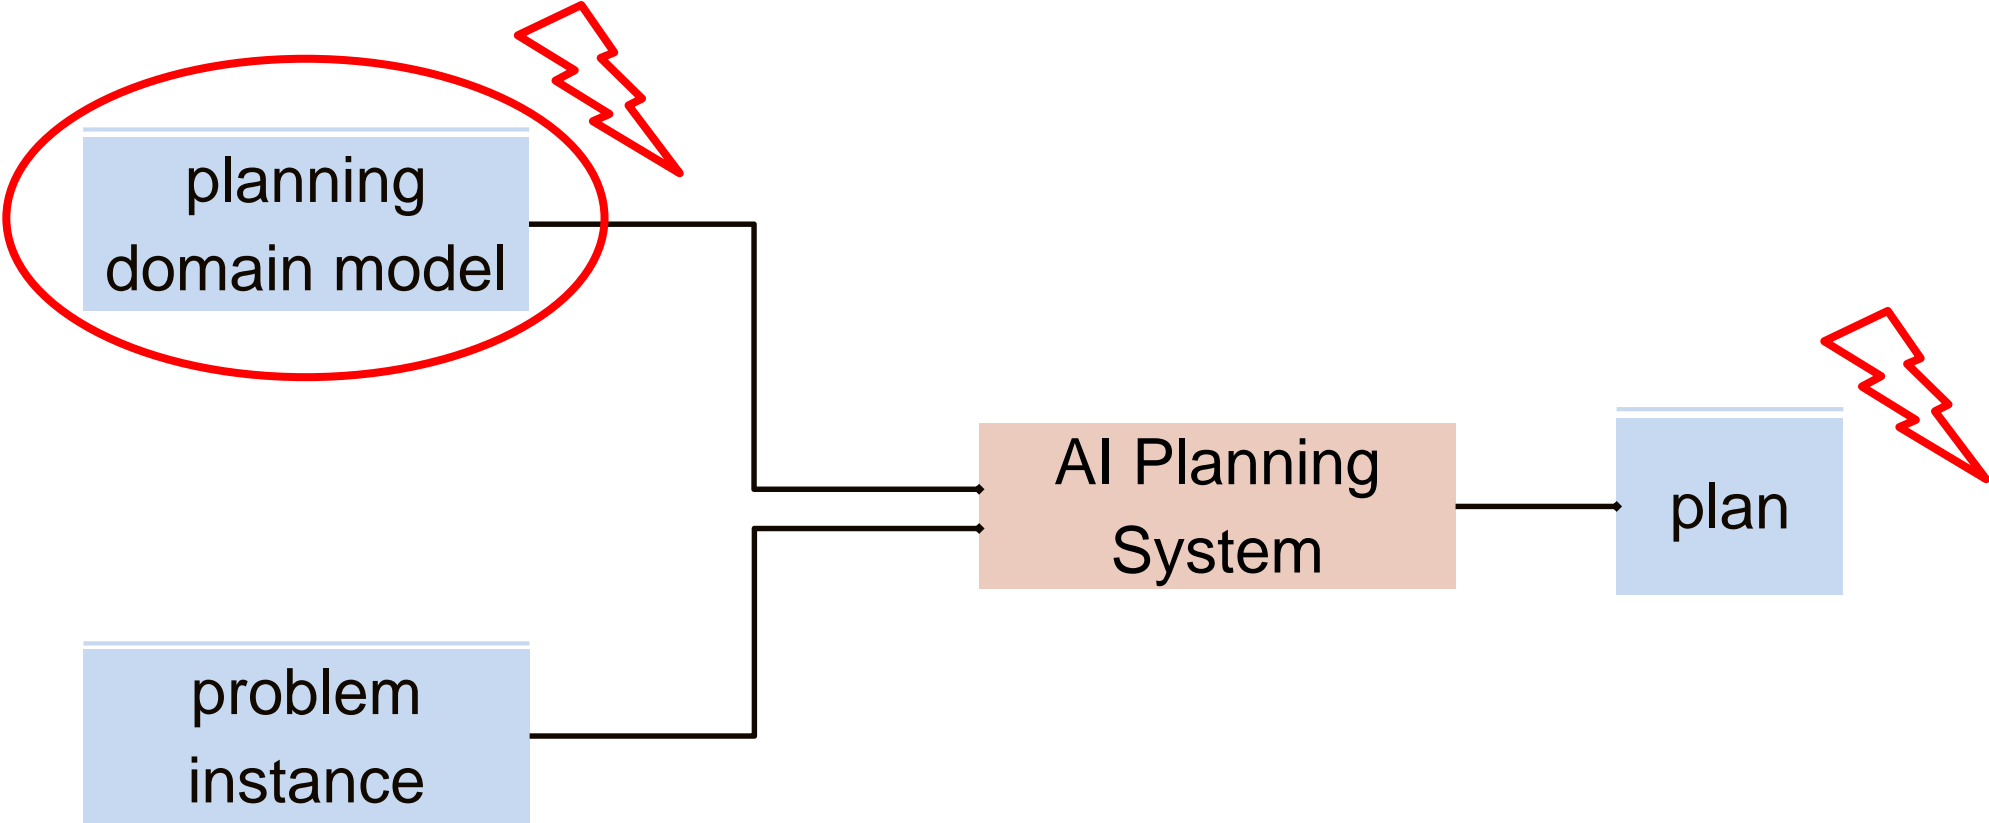 planning
domain model
AI Planning
System
plan
problem
instance